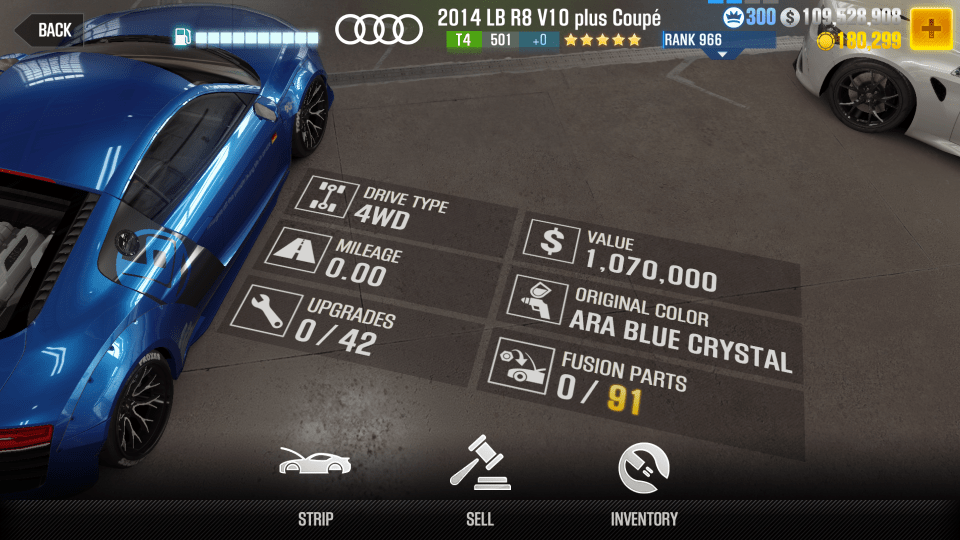 BACK
2014 LB R8 V10 plus Coupé
300
$ 109,528,908
T4 501 +0
RANK 966
180,299
DRIVE TYPE
4WD
MILEAGE
0.00
UPGRADES
0 / 42
$ VALUE
1,070,000
ORIGINAL COLOR
ARA BLUE CRYSTAL
FUSION PARTS
0 / 91
STRIP
SELL
INVENTORY